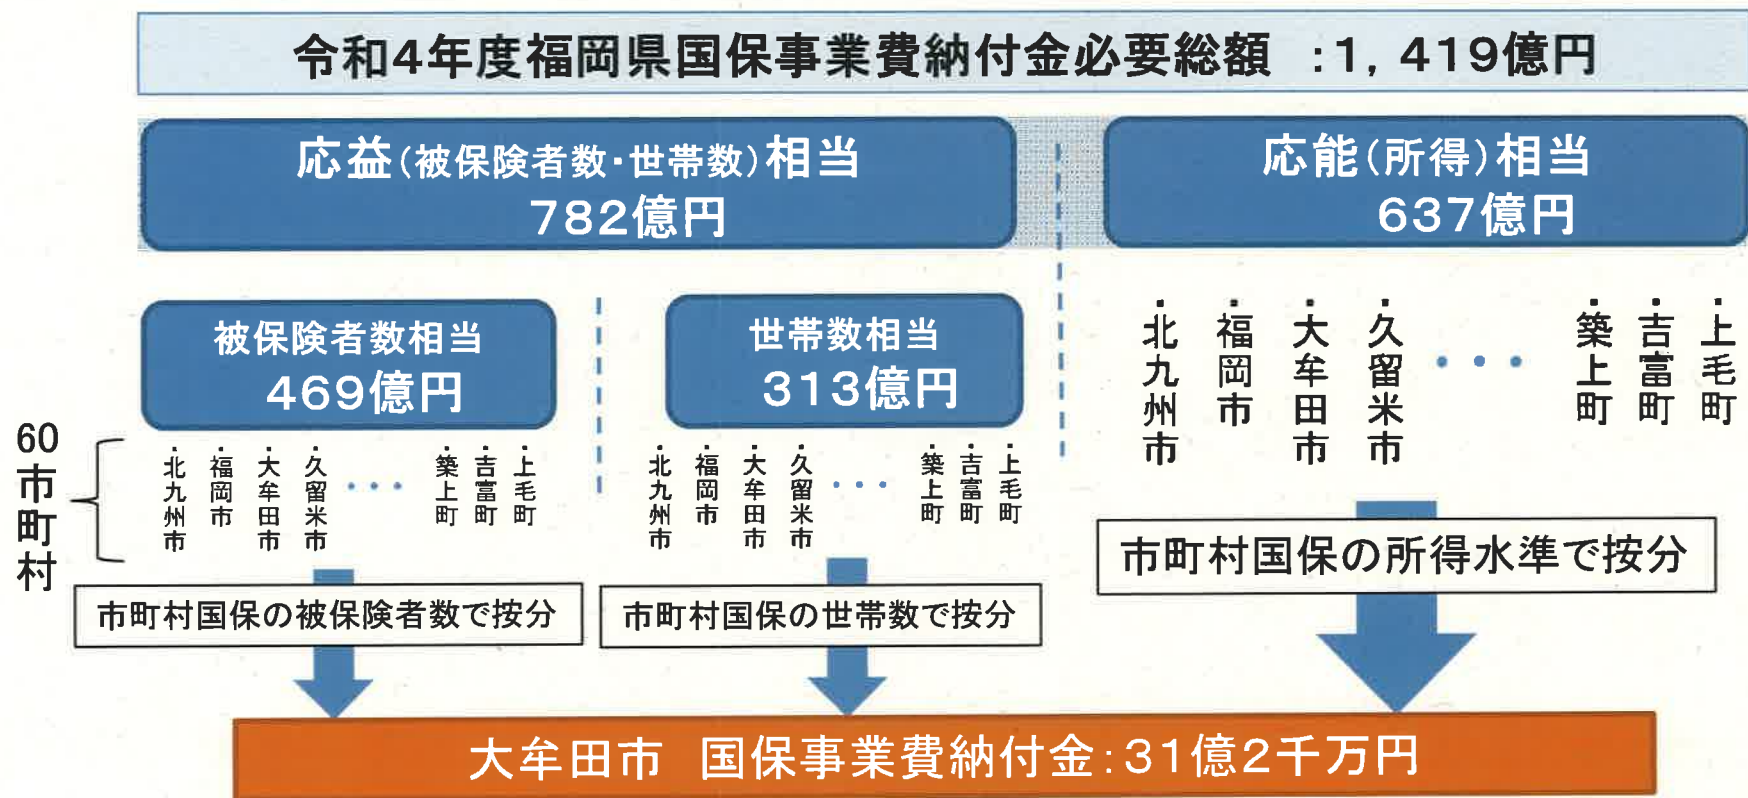 令和4年度福岡県国保事業費納付金必要総額 :1,419億円
応益(被保険者数・世帯数)相当
782億円
応能(所得)相当
637億円
被保険者数相当
469億円
世帯数相当
313億円
60市町村
・北九州市
・福岡市
・大牟田市
・久留米市
・・・
・築上町
・吉富町
・上毛町
・北九州市
・福岡市
・大牟田市
・久留米市
・・・
・築上町
・吉富町
・上毛町
・北九州市
・福岡市
・大牟田市
・久留米市
・・・
・築上町
・吉富町
・上毛町
市町村国保の被保険者数で按分
市町村国保の世帯数で按分
市町村国保の所得水準で按分
大牟田市 国保事業費納付金:31億2千万円